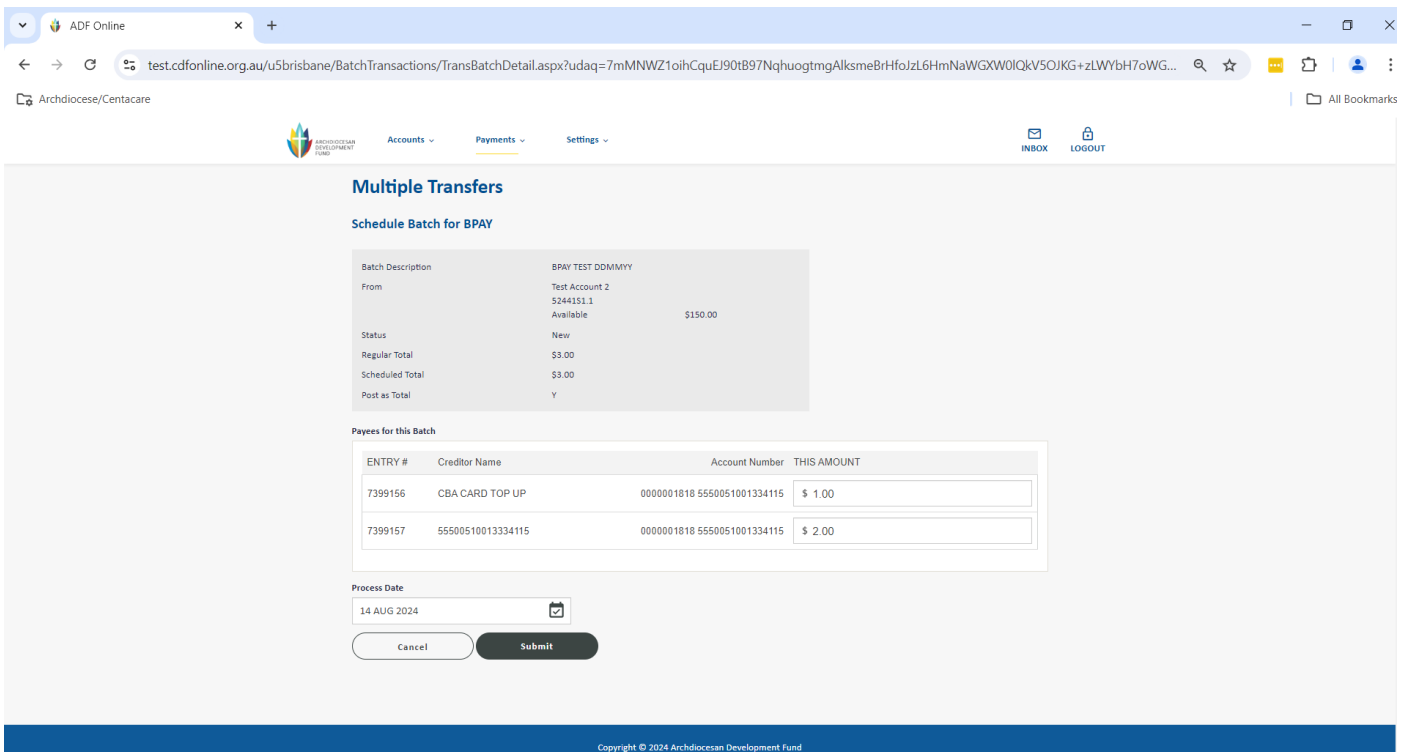 ADF Online
test.cdfonline.org.au/u5brisbane/BatchTransactions/TransBatchDetail.aspx?udaq=7mMNWZ1oihCquEJ90tB97NqhuogtmgAlksmeBrHfoJzL6HmNaWGXW0lQkV5OJKG+zLWYbH7oWG...
Archdiocese/Centacare
All Bookmarks
ARCHDIOCESAN
DEVELOPMENT
FUND
Accounts
Payments
Settings
INBOX
LOGOUT
Multiple Transfers
Schedule Batch for BPAY
Batch Description BPAY TEST DDMMYY
From Test Account 2
52441S1.1
Available $150.00
Status New
Regular Total $3.00
Scheduled Total $3.00
Post as Total Y
Payees for this Batch
ENTRY # Creditor Name Account Number THIS AMOUNT
7399156 CBA CARD TOP UP 0000001818 5550051001334115 $ 1.00
7399157 55500510013334115 0000001818 5550051001334115 $ 2.00
Process Date
14 AUG 2024
Cancel Submit
Copyright © 2024 Archdiocesan Development Fund